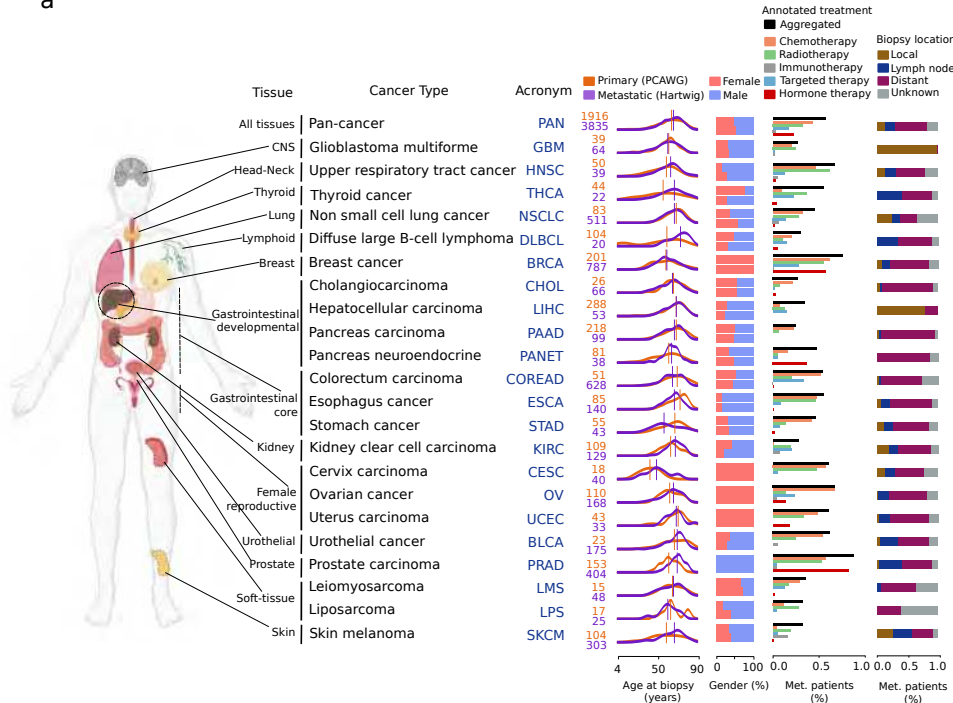 a
Annotated treatment
Aggregated
Chemotherapy
Radiotherapy
Immunotherapy
Targeted therapy
Hormone therapy
Biopsy location
Local
Lymph node
Distant
Unknown
Primary (PCAWG)
Metastatic (Hartwig)
Female
Male
Tissue Cancer Type Acronym
All tissues Pan-cancer PAN 1916 3835
CNS Glioblastoma multiforme GBM 39 64
Head-Neck Upper respiratory tract cancer HNSC 50 39
Thyroid Thyroid cancer THCA 44 22
Lung Non small cell lung cancer NSCLC 83 511
Lymphoid Diffuse large B-cell lymphoma DLBCL 104 20
Breast Breast cancer BRCA 201 787
Gastrointestinal developmental
Cholangiocarcinoma CHOL 26 66
Hepatocellular carcinoma LIHC 288 53
Pancreas carcinoma PAAD 218 99
Pancreas neuroendocrine PANET 81 38
Gastrointestinal core
Colorectum carcinoma COREAD 51 628
Esophagus cancer ESCA 85 140
Stomach cancer STAD 55 43
Kidney Kidney clear cell carcinoma KIRC 109 129
Female reproductive
Cervix carcinoma CESC 18 40
Ovarian cancer OV 110 168
Uterus carcinoma UCEC 43 33
Urothelial Urothelial cancer BLCA 23 175
Prostate Prostate carcinoma PRAD 153 404
Soft-tissue
Leiomyosarcoma LMS 15 48
Liposarcoma LPS 17 25
Skin Skin melanoma SKCM 104 303
4 50 90
Age at biopsy
(years)
0 100
Gender (%)
0.0 0.5 1.0
Met. patients
(%)
0.0 0.5 1.0
Met. patients
(%)